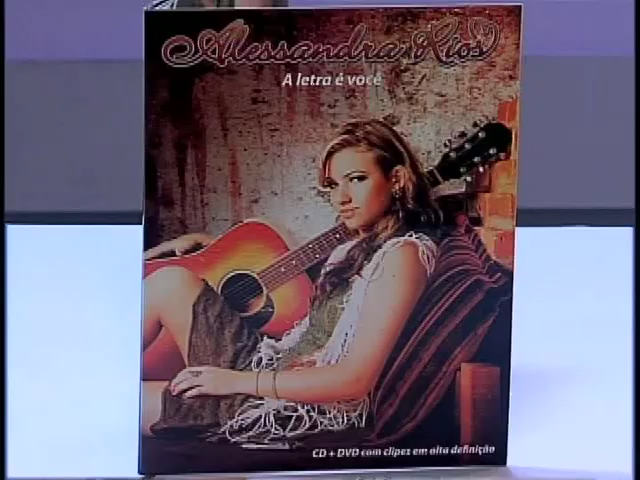 Alessandra Rios
A letra é você
CD + DVD com clipes em alta definição